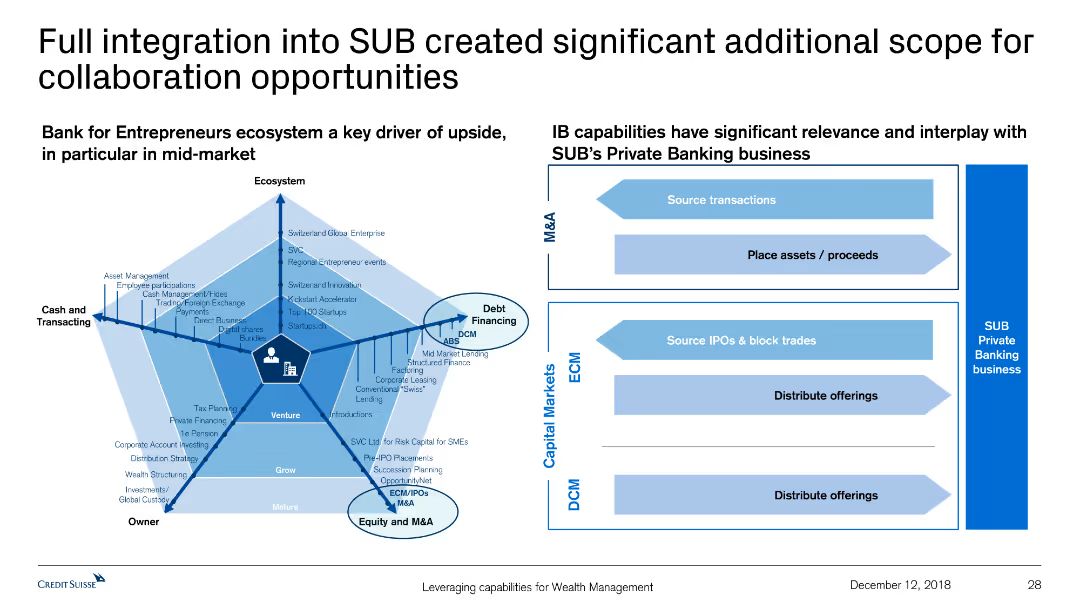 Full integration into SUB created significant additional scope for
collaboration opportunities
Bank for Entrepreneurs ecosystem a key driver of upside,
in particular in mid-market
Ecosystem
Switzerland Global Enterprise
SVC
Regional Entrepreneur events
Switzerland Innovation
Kickstart Accelerator
Top 100 Startups
Startups.ch
Asset Management
Employee participations
Cash Management/Fides
Trading/Foreign Exchange
Payments
Direct Business
Digital shares
Bundles
Cash and
Transacting
Debt
Financing
DCM
ABS
Mid Market Lending
Structured Finance
Factoring
Corporate Leasing
Conventional "Swiss"
Lending
Tax Planning
Private Financing
1e Pension
Corporate Account Investing
Distribution Strategy
Wealth Structuring
Investments/
Global Custody
Owner
Venture
Grow
Mature
Introductions
SVC Ltd. for Risk Capital for SMEs
Pre-IPO Placements
Succession Planning
OpportunityNet
ECM/IPOs
M&A
Equity and M&A
IB capabilities have significant relevance and interplay with
SUB's Private Banking business
M&A
Source transactions
Place assets / proceeds
Capital Markets
ECM
Source IPOs & block trades
Distribute offerings
DCM
Distribute offerings
SUB
Private
Banking
business
CREDIT SUISSE
Leveraging capabilities for Wealth Management
December 12, 2018
28